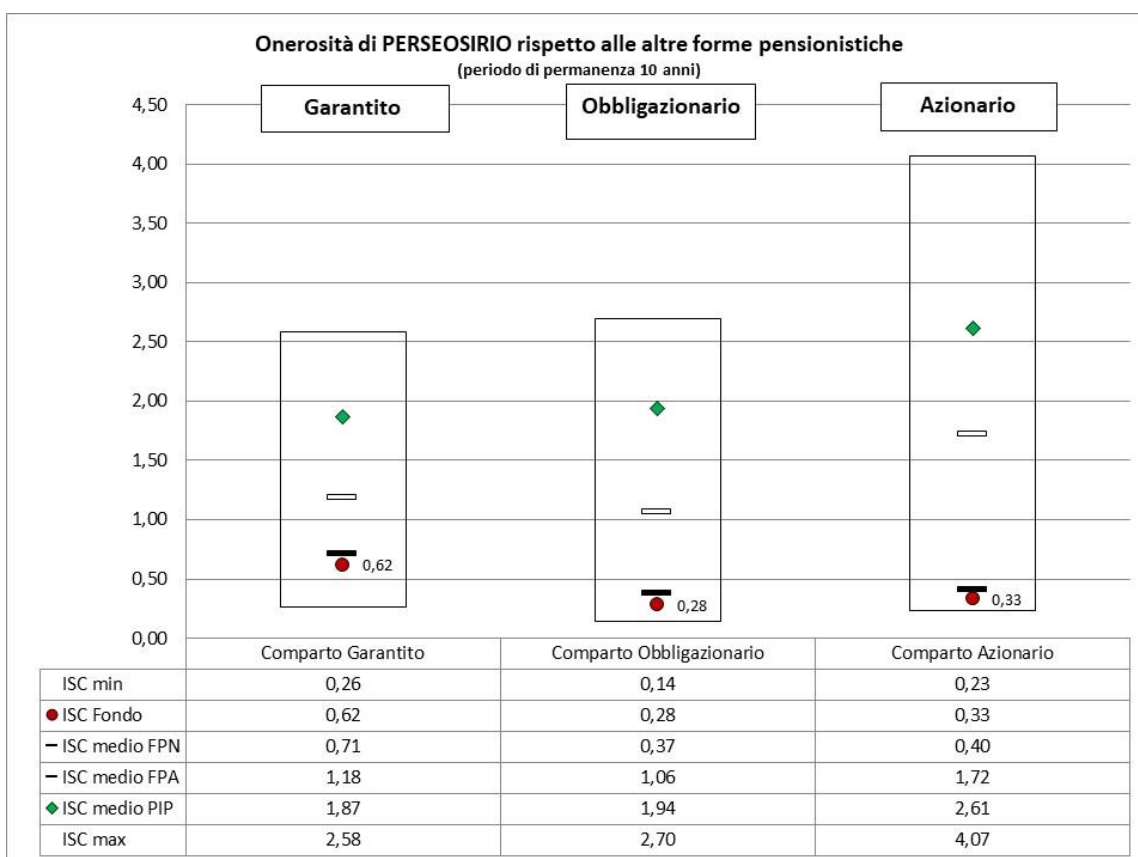 Onerosità di PERSEOSIRIO rispetto alle altre forme pensionistiche
(periodo di permanenza 10 anni)
Garantito Obbligazionario Azionario
4,50
4,00
3,50
3,00
2,50
2,00
1,50
1,00
0,50
0,00
0,62
0,28
0,33
Comparto Garantito Comparto Obbligazionario Comparto Azionario
ISC min 0,26 0,14 0,23
ISC Fondo 0,62 0,28 0,33
ISC medio FPN 0,71 0,37 0,40
ISC medio FPA 1,18 1,06 1,72
ISC medio PIP 1,87 1,94 2,61
ISC max 2,58 2,70 4,07